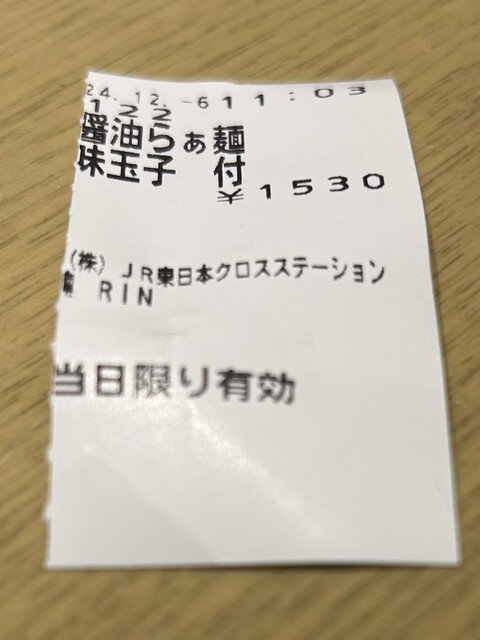 24.12.-6 11:03
122
醤油らぁ麺
珠玉子 付
¥1530
(株) JR東日本クロスステーション
RIN
当日限り有効